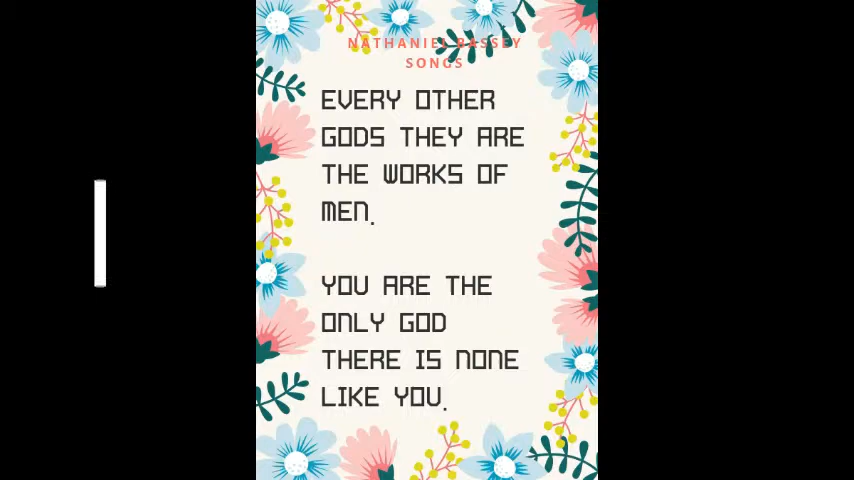 NATHANIEL BASSEY
SONGS
EVERY OTHER
GODS THEY ARE
THE WORKS OF
MEN.
YOU ARE THE
ONLY GOD
THERE IS NONE
LIKE YOU.